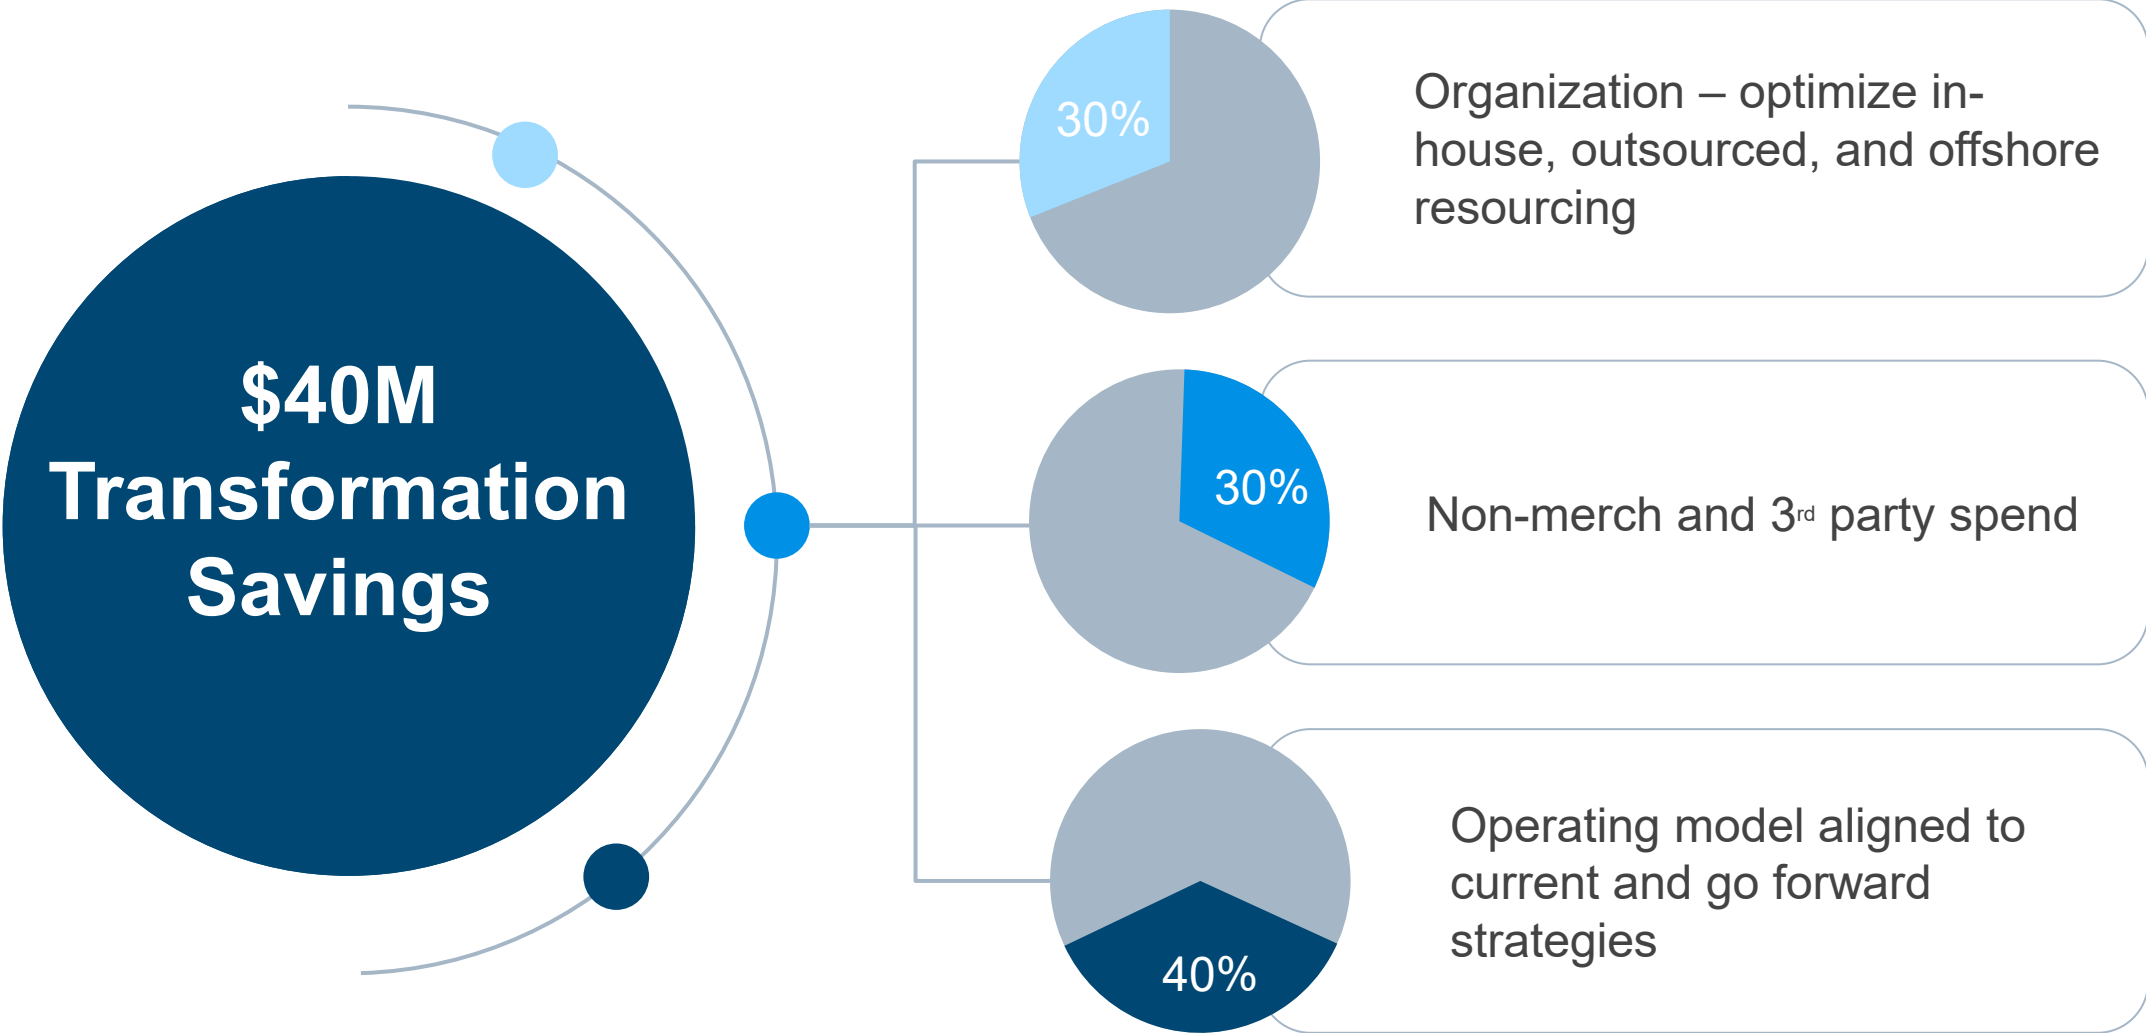 $40M
Transformation
Savings
30%
Organization – optimize in-
house, outsourced, and offshore
resourcing
30%
Non-merch and 3rd party spend
40%
Operating model aligned to
current and go forward
strategies